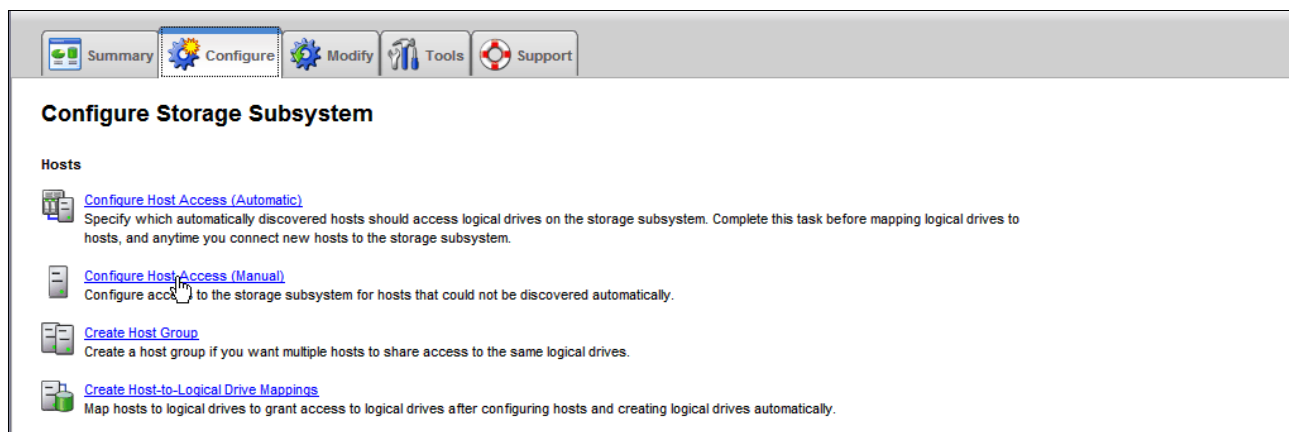 Summary Configure Modify Tools Support
Configure Storage Subsystem
Hosts
Configure Host Access (Automatic)
Specify which automatically discovered hosts should access logical drives on the storage subsystem. Complete this task before mapping logical drives to
hosts, and anytime you connect new hosts to the storage subsystem.
Configure Host Access (Manual)
Configure access to the storage subsystem for hosts that could not be discovered automatically.
Create Host Group
Create a host group if you want multiple hosts to share access to the same logical drives.
Create Host-to-Logical Drive Mappings
Map hosts to logical drives to grant access to logical drives after configuring hosts and creating logical drives automatically.